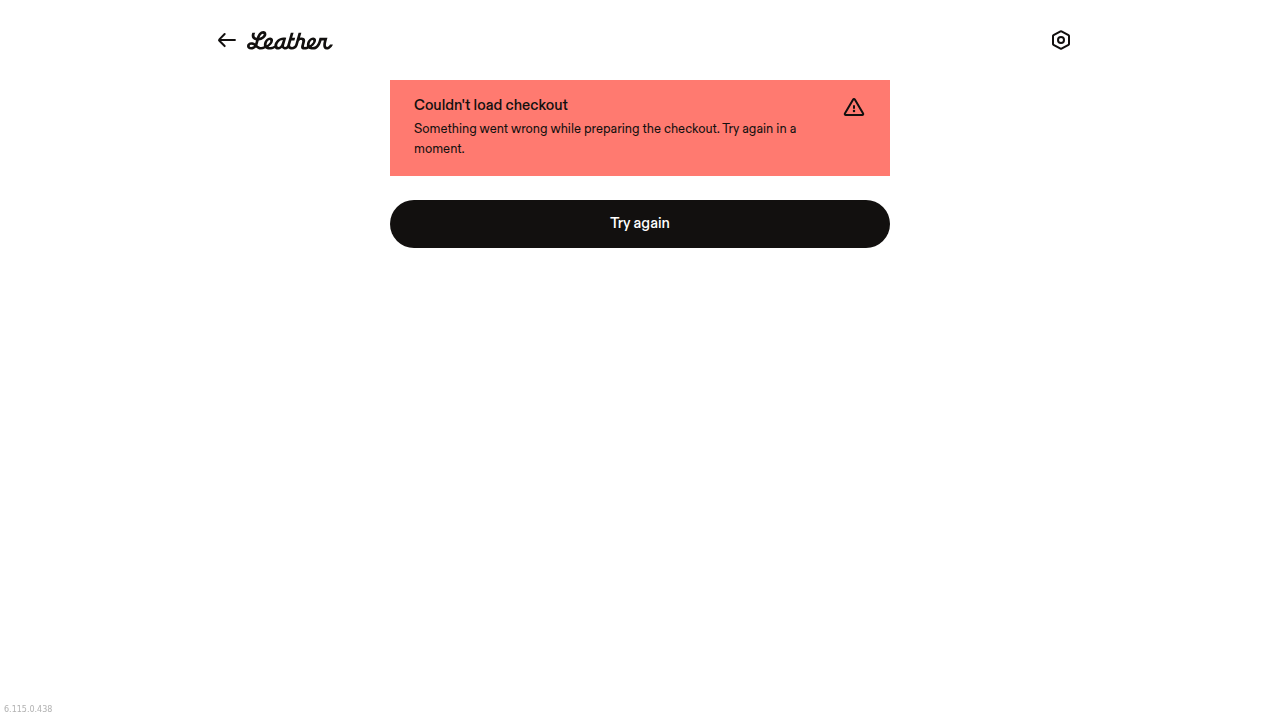 Leather
Couldn't load checkout
Something went wrong while preparing the checkout. Try again in a
moment.
Try again
6.115.0.438